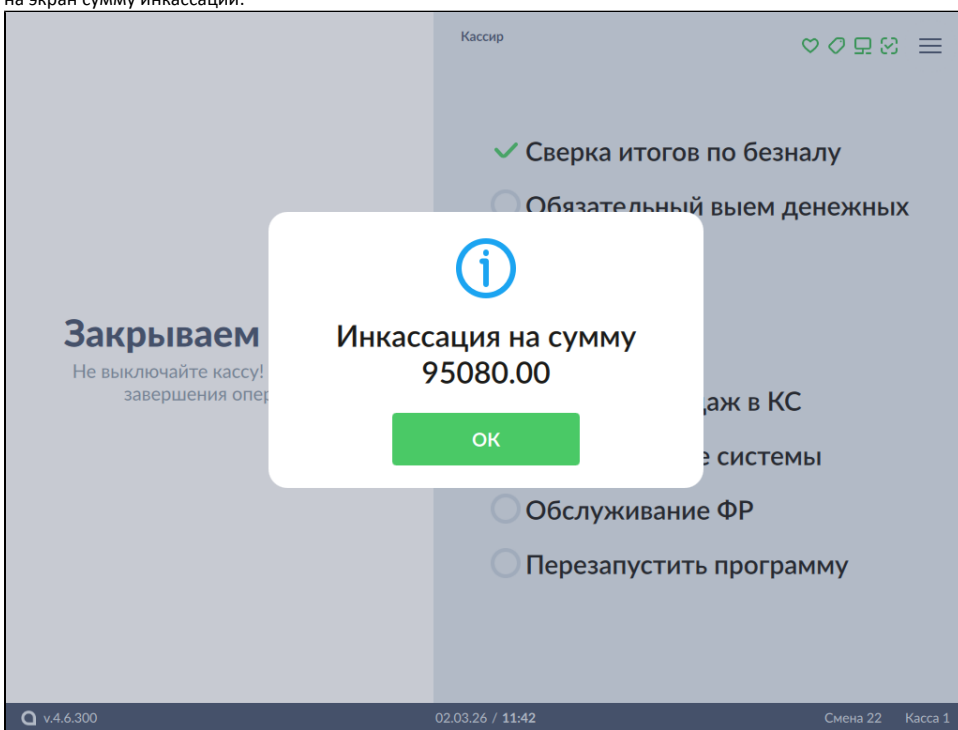 на экран сумму инкассации.
Кассир
Сверка итогов по безналу
Обязательный выем денежных
Инкассация на сумму
95080.00
ОК
Закрываем
Не выключайте кассу!
завершения опер
даж в КС
е системы
Обслуживание ФР
Перезапустить программу
v.4.6.300
02.03.26 / 11:42
Смена 22
Касса 1